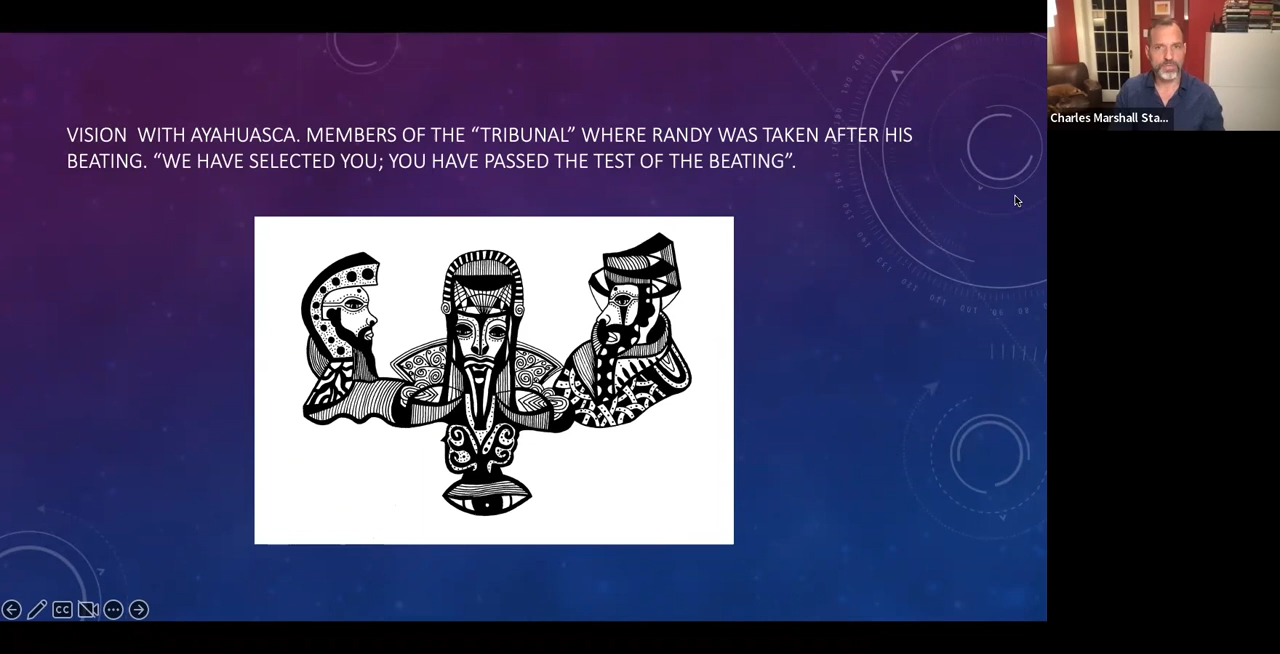 VISION  WITH AYAHUASCA. MEMBERS OF THE “TRIBUNAL” WHERE RANDY WAS TAKEN AFTER HIS
BEATING. “WE HAVE SELECTED YOU; YOU HAVE PASSED THE TEST OF THE BEATING”.
Charles Marshall Sta...
CC